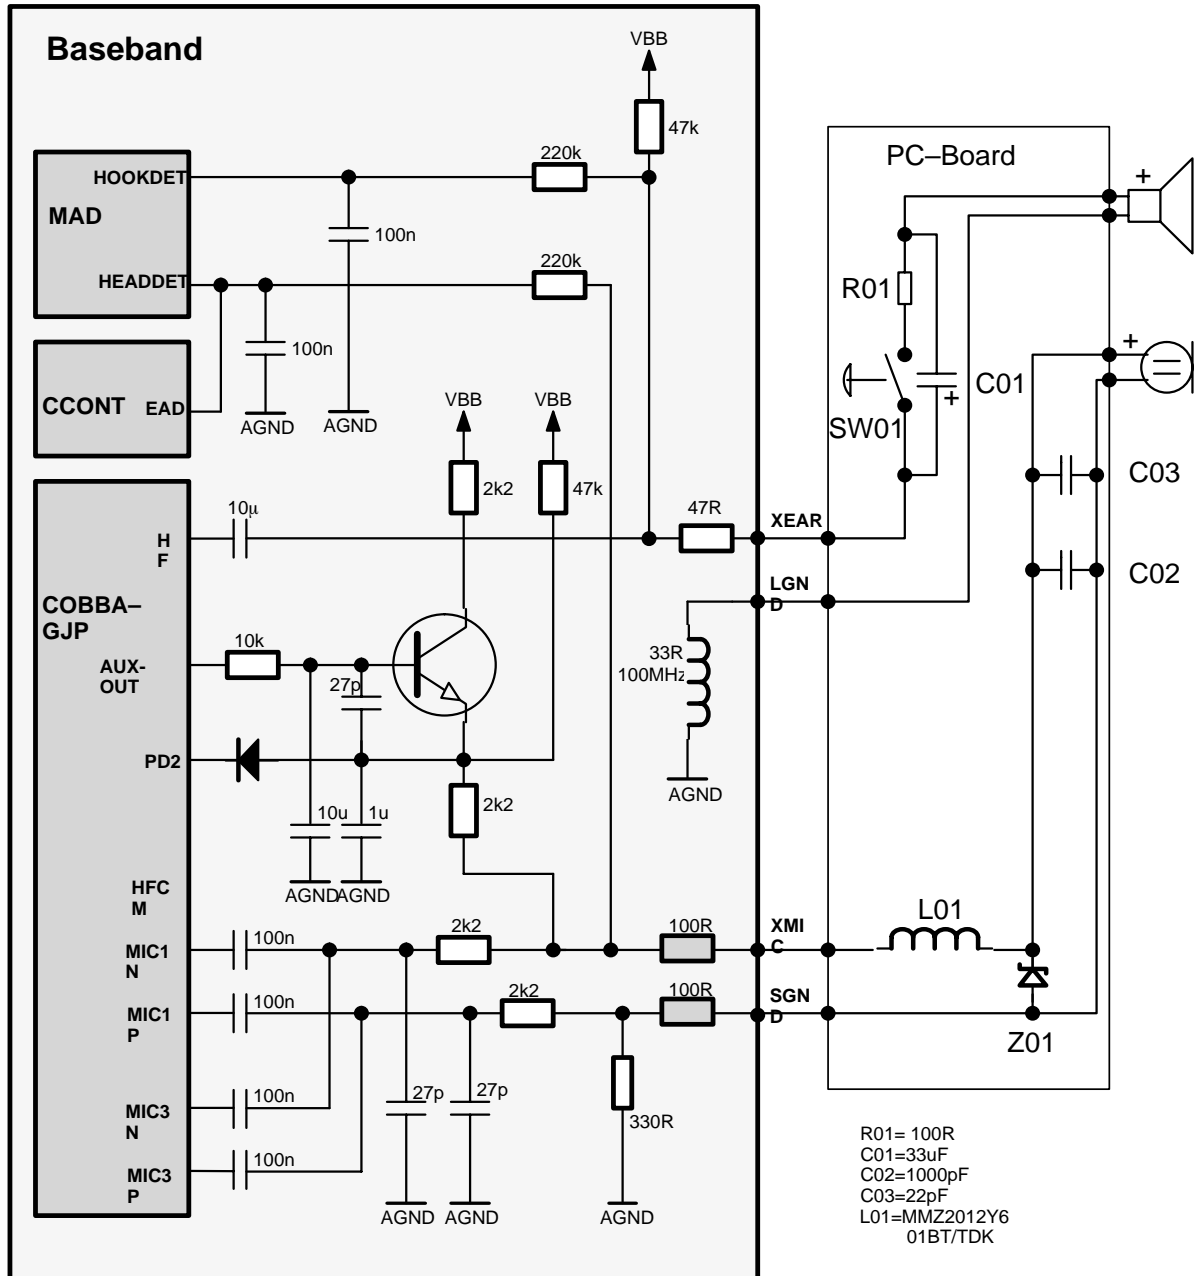 Baseband
VBB
47k
PC–Board
220k
HOOKDET
+
MAD
100n
220k
HEADDET
R01
+
100n
C01
CCONT
EAD
VBB
VBB
+
AGND
AGND
SW01
2k2
47k
C03
10µ
47R
XEAR
H
F
C02
LGN
D
COBBA–
GJP
10k
33R
100MHz
AUX-
OUT
27p
PD2
AGND
2k2
10u
1u
HFC
M
AGND
AGND
L01
2k2
100R
XMI
C
100n
MIC1
N
2k2
100R
SGN
D
100n
MIC1
P
Z01
27p
27p
100n
MIC3
N
330R
R01= 100R
C01=33uF
C02=1000pF
C03=22pF
L01=MMZ2012Y6
01BT/TDK
100n
MIC3
P
AGND
AGND
AGND